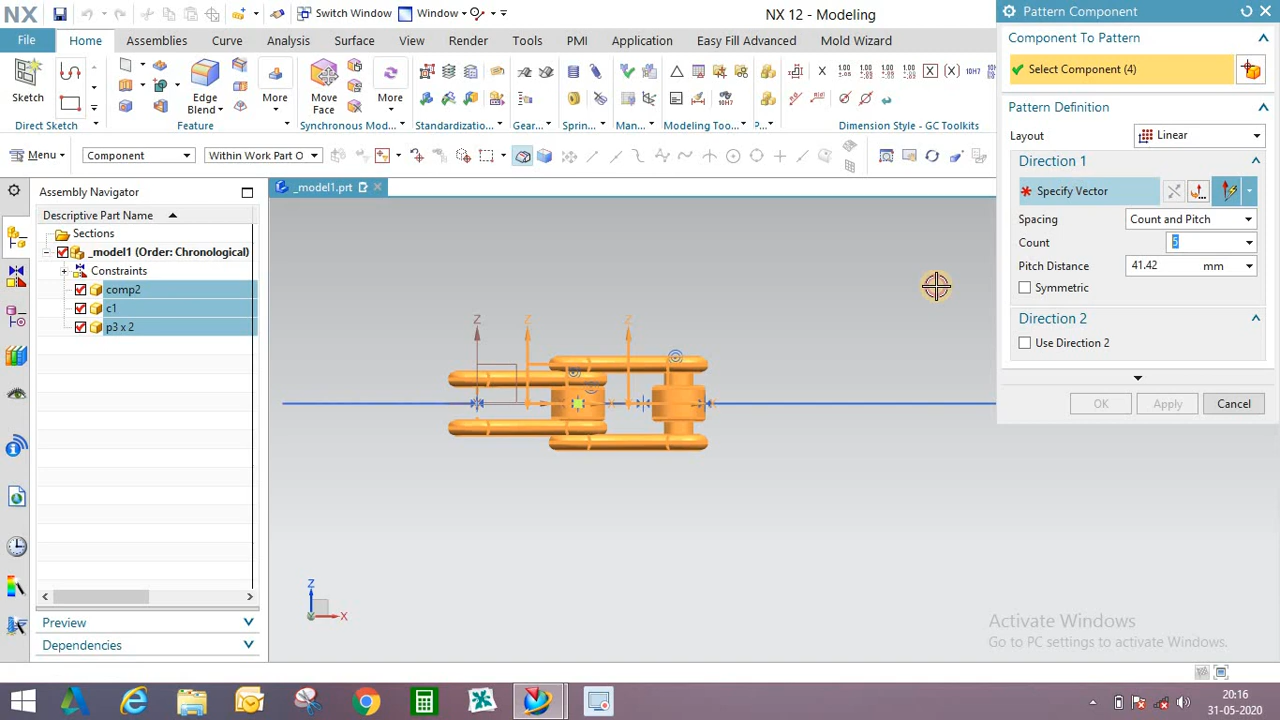 NX
Switch Window
Window
NX 12 - Modeling
File
Home
Assemblies
Curve
Analysis
Surface
View
Render
Tools
PMI
Application
Easy Fill Advanced
Mold Wizard
Sketch
Edge
Blend
More
Move
Face
More
Direct Sketch
Feature
Synchronous Mod...
Standardization...
Gear...
Sprin...
Man...
Modeling Too...
P...
Dimension Style - GC Toolkits
Menu
Component
Within Work Part O
Assembly Navigator
Descriptive Part Name
Sections
_model1 (Order: Chronological)
Constraints
comp2
c1
p3 x 2
Preview
Dependencies
_model1.prt
Z
Z
Z
X
X
Z
X
Pattern Component
Component To Pattern
Select Component (4)
Pattern Definition
Layout
Linear
Direction 1
* Specify Vector
Spacing
Count and Pitch
Count
5
Pitch Distance
41.42
mm
Symmetric
Direction 2
Use Direction 2
OK
Apply
Cancel
Activate Windows
Go to PC settings to activate Windows.
20:16
31-05-2020